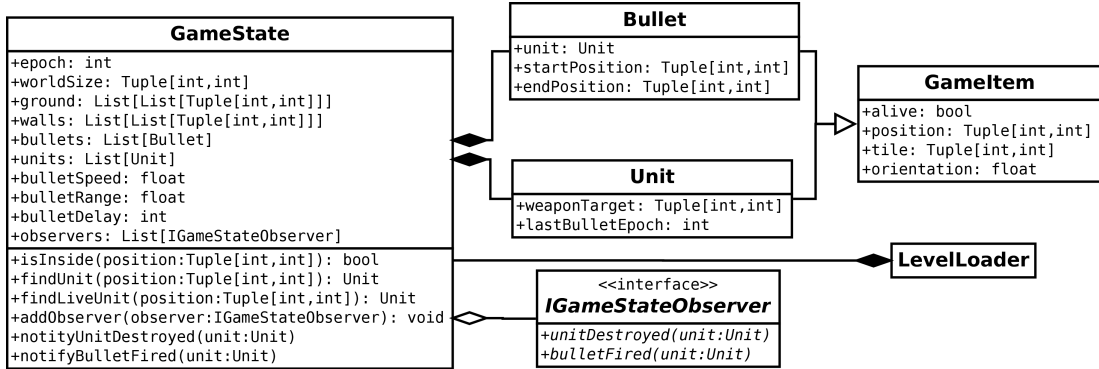 GameState
+epoch: int
+worldSize: Tuple[int,int]
+ground: List[List[Tuple[int,int]]]
+walls: List[List[Tuple[int,int]]]
+bullets: List[Bullet]
+units: List[Unit]
+bulletSpeed: float
+bulletRange: float
+bulletDelay: int
+observers: List[IGameStateObserver]
+isInside(position:Tuple[int,int]): bool
+findUnit(position:Tuple[int,int]): Unit
+findLiveUnit(position:Tuple[int,int]): Unit
+addObserver(observer:IGameStateObserver): void
+notityUnitDestroyed(unit:Unit)
+notifyBulletFired(unit:Unit)
Bullet
+unit: Unit
+startPosition: Tuple[int,int]
+endPosition: Tuple[int,int]
Unit
+weaponTarget: Tuple[int,int]
+lastBulletEpoch: int
<<interface>>
IGameStateObserver
+unitDestroyed(unit:Unit)
+bulletFired(unit:Unit)
GameItem
+alive: bool
+position: Tuple[int,int]
+tile: Tuple[int,int]
+orientation: float
LevelLoader